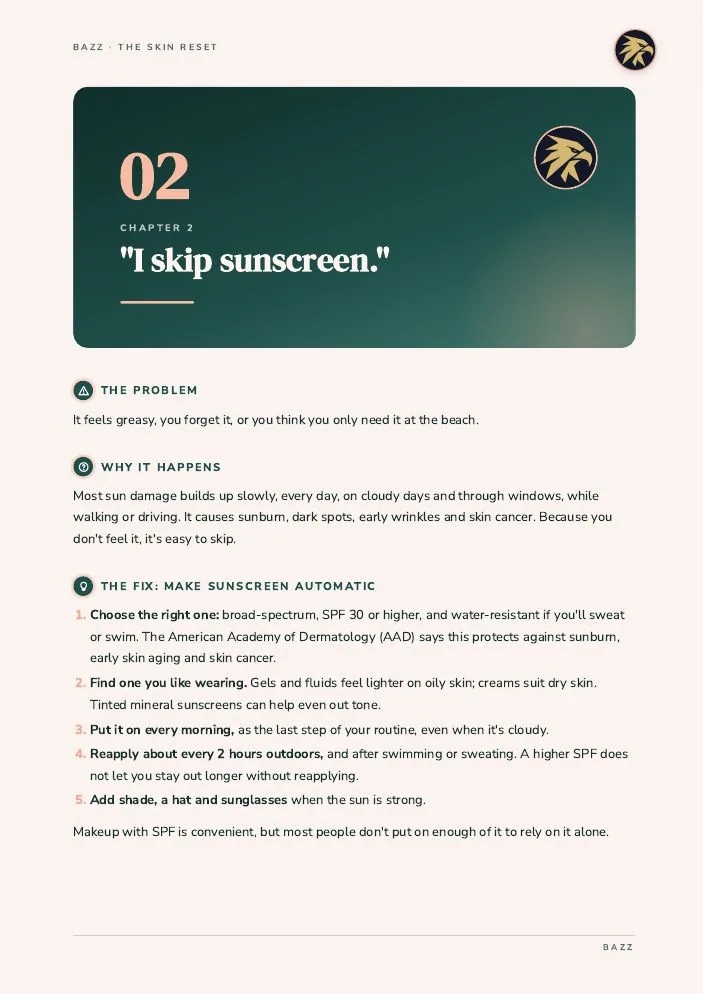 BAZZ · THE SKIN RESET
02
CHAPTER 2
"I skip sunscreen."
THE PROBLEM
It feels greasy, you forget it, or you think you only need it at the beach.
WHY IT HAPPENS
Most sun damage builds up slowly, every day, on cloudy days and through windows, while
walking or driving. It causes sunburn, dark spots, early wrinkles and skin cancer. Because you
don't feel it, it's easy to skip.
THE FIX: MAKE SUNSCREEN AUTOMATIC
1. Choose the right one: broad-spectrum, SPF 30 or higher, and water-resistant if you'll sweat
or swim. The American Academy of Dermatology (AAD) says this protects against sunburn,
early skin aging and skin cancer.
2. Find one you like wearing. Gels and fluids feel lighter on oily skin; creams suit dry skin.
Tinted mineral sunscreens can help even out tone.
3. Put it on every morning, as the last step of your routine, even when it's cloudy.
4. Reapply about every 2 hours outdoors, and after swimming or sweating. A higher SPF does
not let you stay out longer without reapplying.
5. Add shade, a hat and sunglasses when the sun is strong.
Makeup with SPF is convenient, but most people don't put on enough of it to rely on it alone.
BAZZ